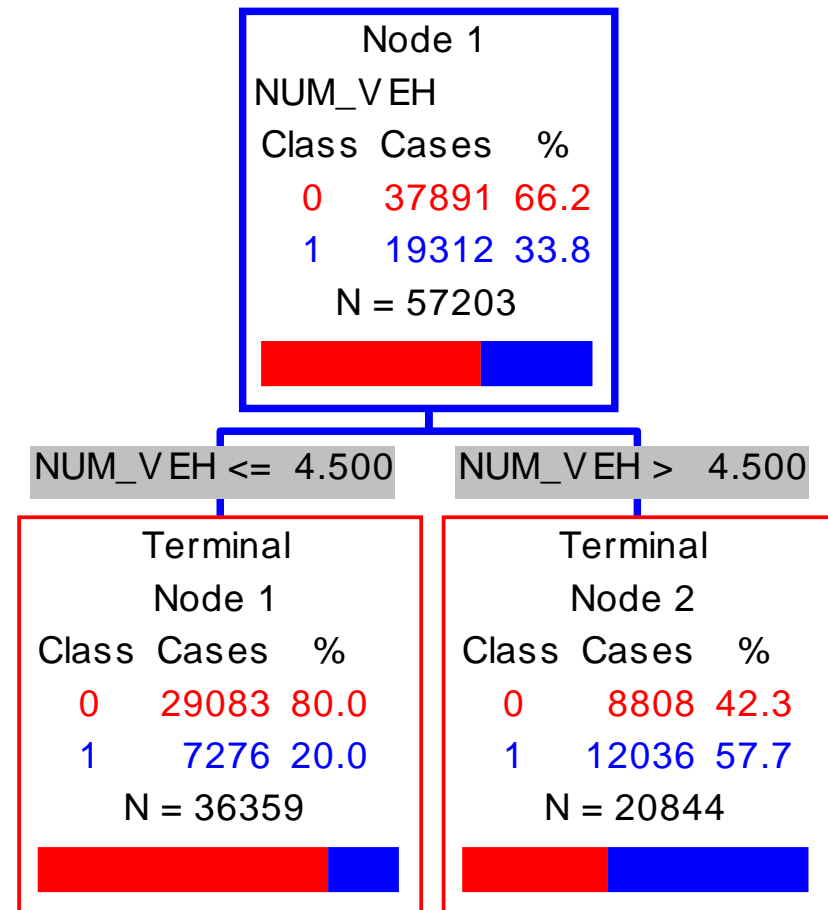 Node 1
NUM_VEH
Class Cases %
0 37891 66.2
1 19312 33.8
N = 57203
NUM_VEH <= 4.500
NUM_VEH > 4.500
Terminal
Node 1
Class Cases %
0 29083 80.0
1 7276 20.0
N = 36359
Terminal
Node 2
Class Cases %
0 8808 42.3
1 12036 57.7
N = 20844